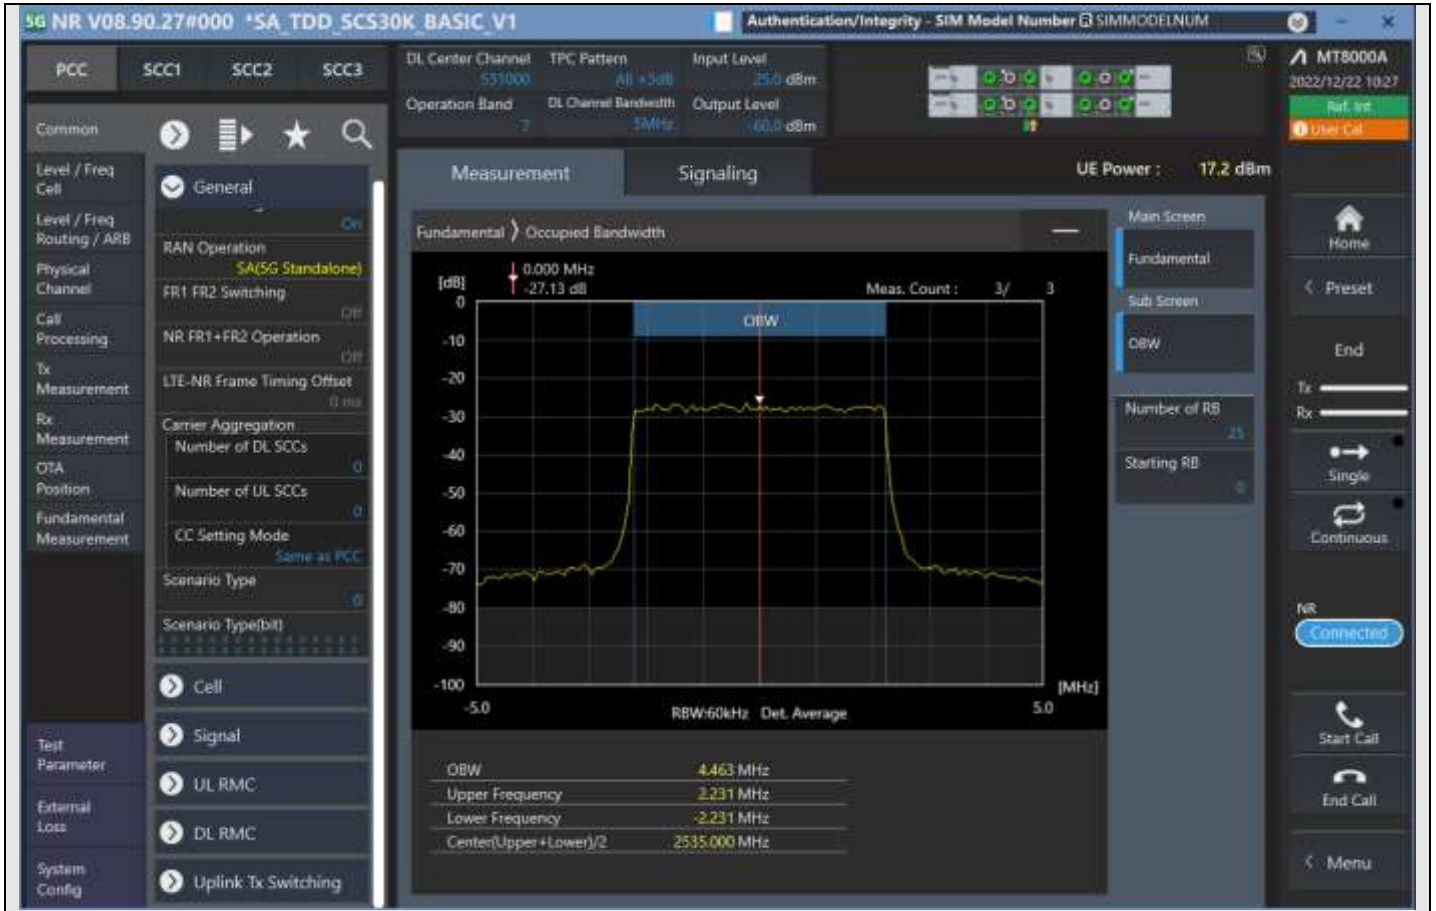 5G NR V08.90.27#000 *SA_TDD_SCS30K_BASIC_V1
Authentication/Integrity - SIM Model Number SIMMODELNUM
PCC SCC1 SCC2 SCC3
DL Center Channel
531000
TPC Pattern
All +3dB
Input Level
25.0 dBm
Operation Band
7
DL Channel Bandwidth
5MHz
Output Level
-60.0 dBm
MT8000A
2022/12/22 10:27
Ref. Int
User Cal
Common
Level / Freq
Cell
Level / Freq
Routing / ARB
Physical
Channel
Call
Processing
Tx
Measurement
Rx
Measurement
OTA
Position
Fundamental
Measurement
Test
Parameter
External
Loss
System
Config
General
On
RAN Operation
SA(5G Standalone)
FR1 FR2 Switching
Off
NR FR1+FR2 Operation
Off
LTE-NR Frame Timing Offset
0 ms
Carrier Aggregation
Number of DL SCCs
0
Number of UL SCCs
0
CC Setting Mode
Same as PCC
Scenario Type
0
Scenario Type(bit)
Cell
Signal
UL RMC
DL RMC
Uplink Tx Switching
Measurement Signaling
UE Power : 17.2 dBm
Fundamental Occupied Bandwidth
[dB]
0.000 MHz
-27.13 dB
Meas. Count : 3/ 3
OBW
0
-10
-20
-30
-40
-50
-60
-70
-80
-90
-100
[MHz]
-5.0 RBW:60kHz Det. Average 5.0
OBW 4.463 MHz
Upper Frequency 2.231 MHz
Lower Frequency -2.231 MHz
Center(Upper+Lower)/2 2535.000 MHz
Main Screen
Fundamental
Sub Screen
OBW
Number of RB
25
Starting RB
0
Home
Preset
End
Tx
Rx
Single
Continuous
NR
Connected
Start Call
End Call
Menu